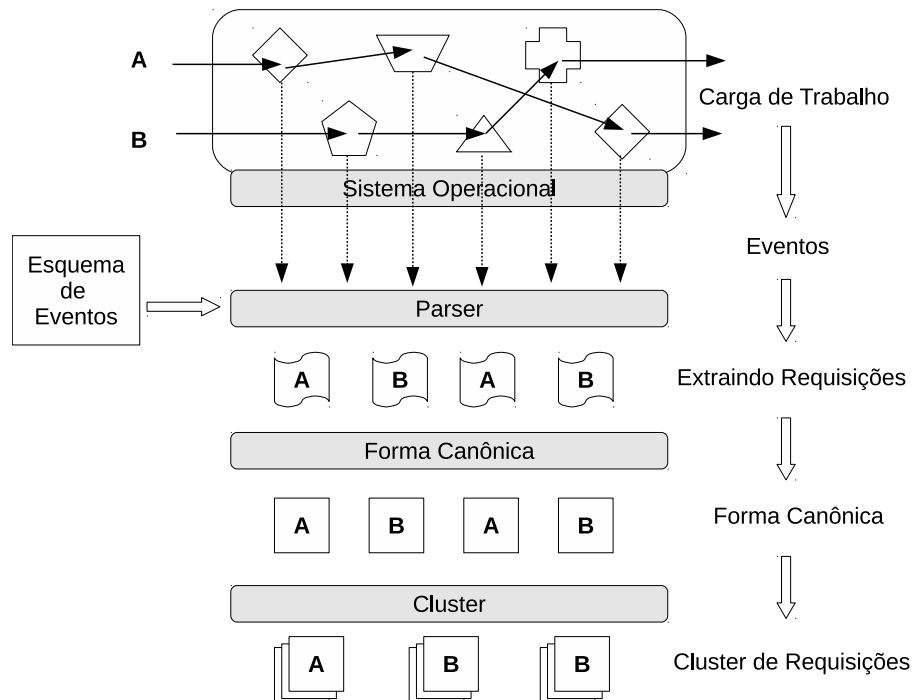 A
B
Carga de Trabalho
Sistema Operacional
Eventos
Esquema
de
Eventos
Parser
A B A B
Extraindo Requisições
Forma Canônica
A B A B
Forma Canônica
Cluster
A B B
Cluster de Requisições